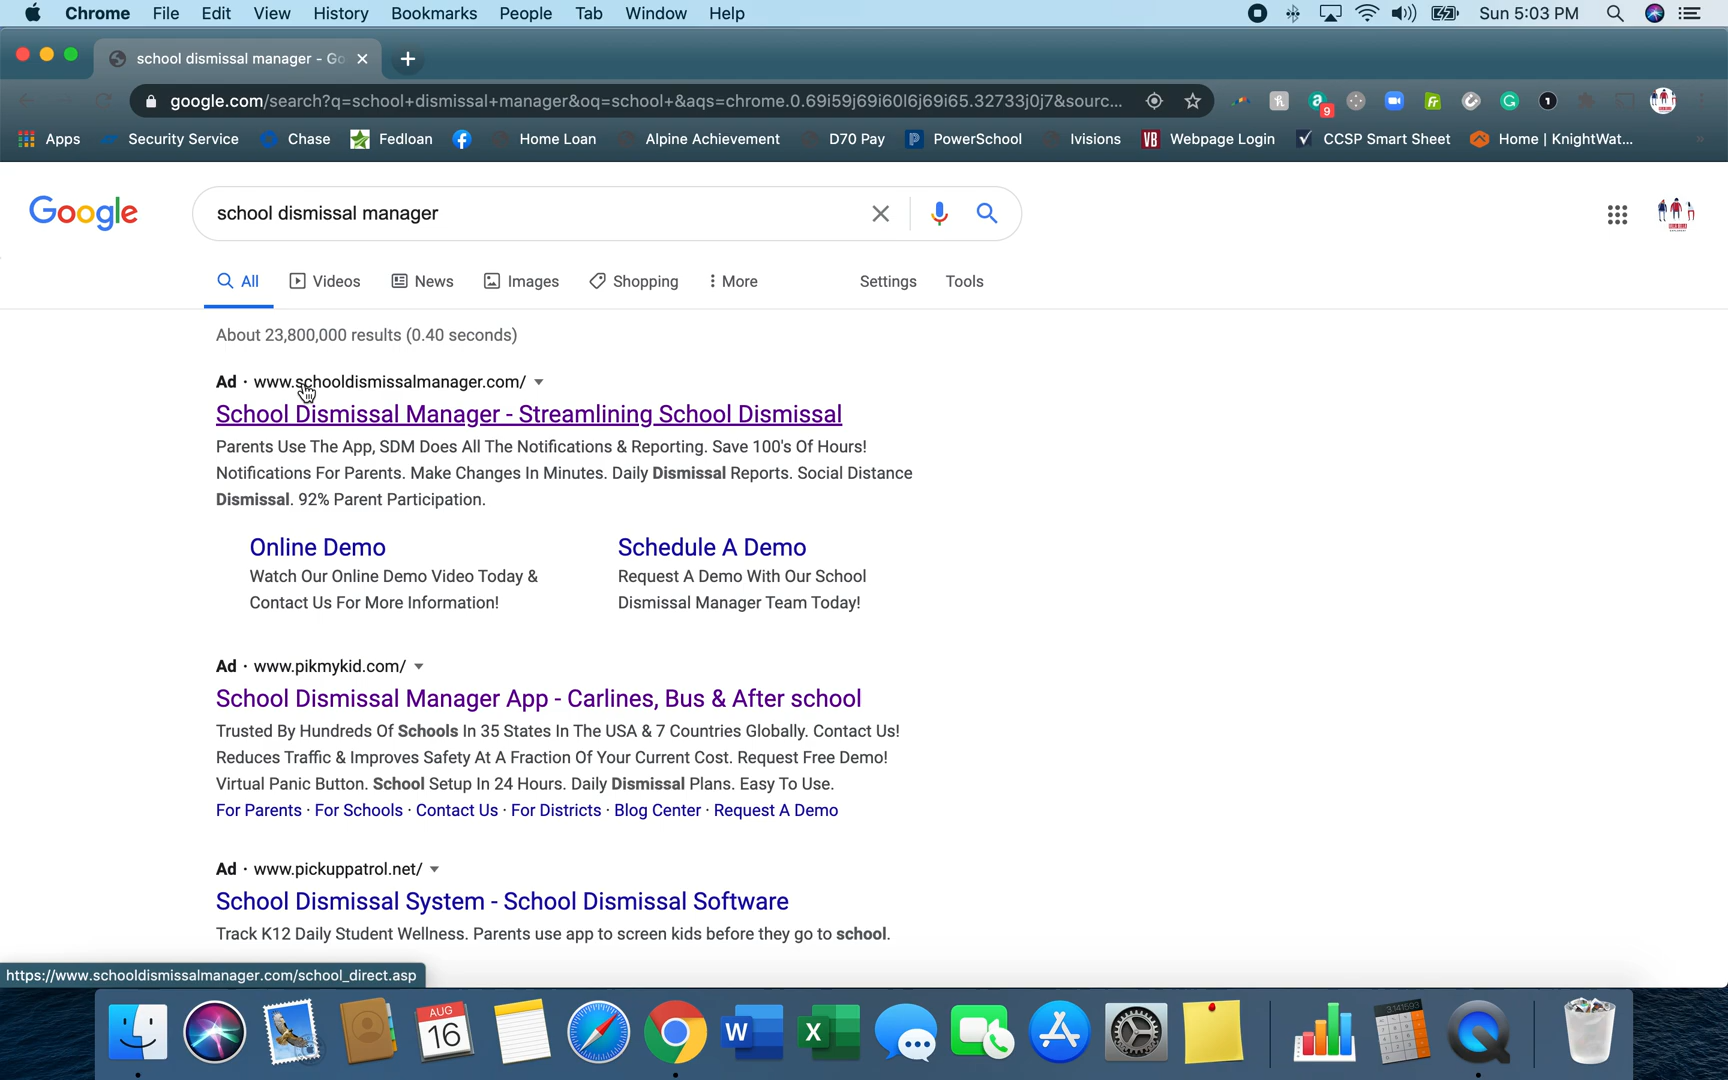 Chrome File Edit View History Bookmarks People Tab Window Help Sun 5:03 PM
school dismissal manager - Go
google.com/search?q=school+dismissal+manager&oq=school+&aqs=chrome.0.69i59j69i60l6j69i65.32733j0j7&sourc... 9 1
Apps Security Service Chase Fedloan Home Loan Alpine Achievement D70 Pay P PowerSchool Ivisions VB Webpage Login CCSP Smart Sheet Home | KnightWat... »
Google school dismissal manager
All Videos News Images Shopping More Settings Tools
About 23,800,000 results (0.40 seconds)
Ad · www.schooldismissalmanager.com/
School Dismissal Manager - Streamlining School Dismissal
Parents Use The App, SDM Does All The Notifications & Reporting. Save 100's Of Hours!
Notifications For Parents. Make Changes In Minutes. Daily Dismissal Reports. Social Distance
Dismissal. 92% Parent Participation.
Online Demo
Watch Our Online Demo Video Today &
Contact Us For More Information!
Schedule A Demo
Request A Demo With Our School
Dismissal Manager Team Today!
Ad · www.pikmykid.com/
School Dismissal Manager App - Carlines, Bus & After school
Trusted By Hundreds Of Schools In 35 States In The USA & 7 Countries Globally. Contact Us!
Reduces Traffic & Improves Safety At A Fraction Of Your Current Cost. Request Free Demo!
Virtual Panic Button. School Setup In 24 Hours. Daily Dismissal Plans. Easy To Use.
For Parents · For Schools · Contact Us · For Districts · Blog Center · Request A Demo
Ad · www.pickuppatrol.net/
School Dismissal System - School Dismissal Software
Track K12 Daily Student Wellness. Parents use app to screen kids before they go to school.
https://www.schooldismissalmanager.com/school_direct.asp
AUG
16
W
X